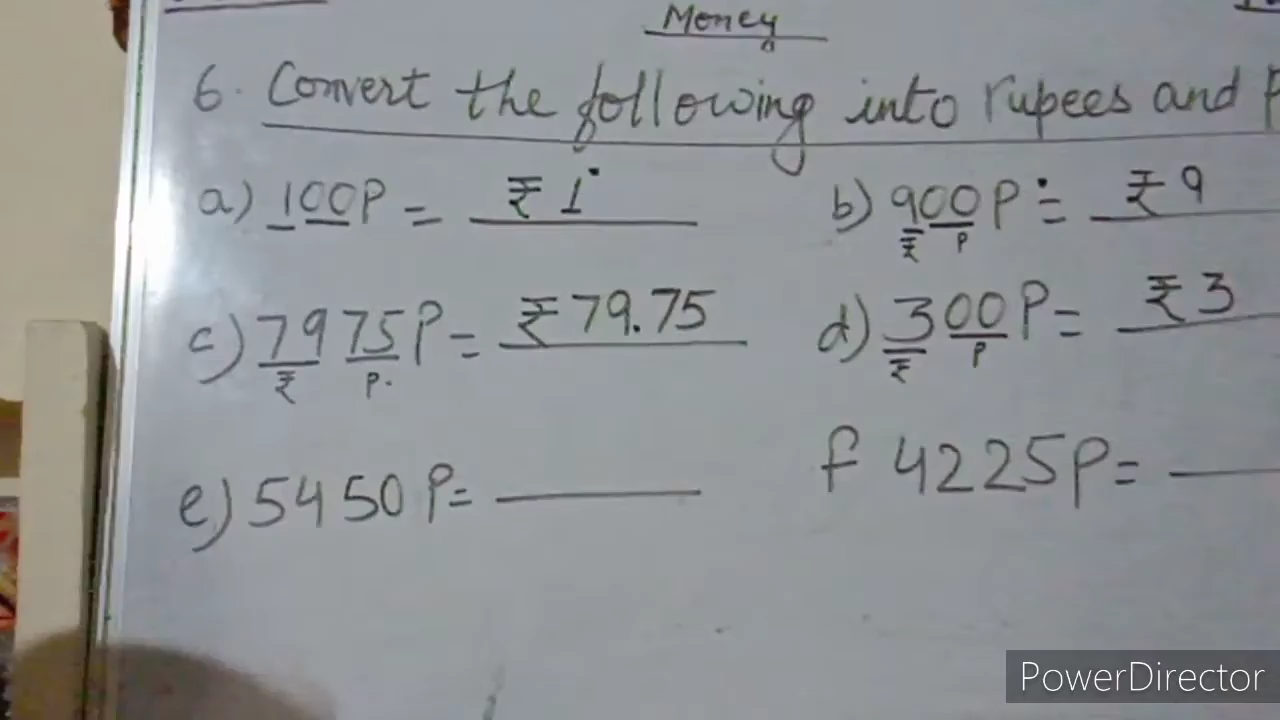 Money
6. Convert the following into rupees and P
a) 100P = ₹ 1
b) 900P = ₹ 9
₹ P
c) 7975P = ₹ 79.75
d) 300P = ₹ 3
₹ P.
₹ P
e) 5450 P =
f 4225P =
PowerDirector